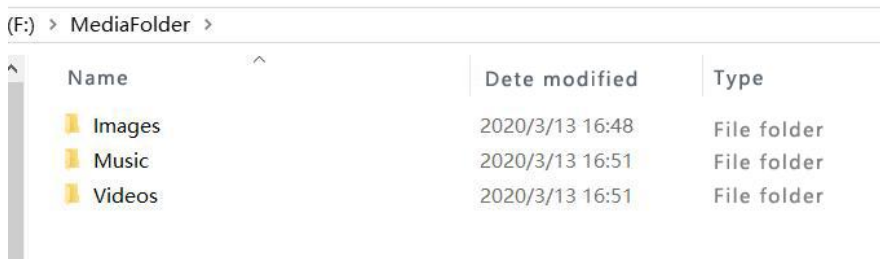 (F:) > MediaFolder >
Name Dete modified Type
Images 2020/3/13 16:48 File folder
Music 2020/3/13 16:51 File folder
Videos 2020/3/13 16:51 File folder